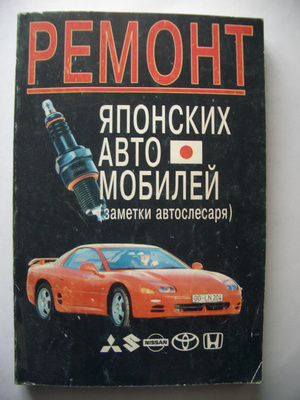 РЕМОНТ
ЯПОНСКИХ
АВТО
МОБИЛЕЙ
(заметки автослесаря)
NISSAN